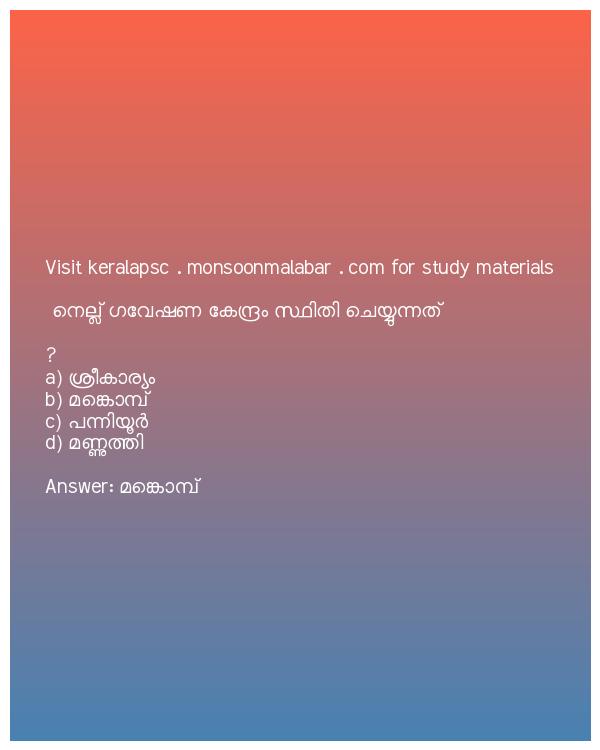 Visit keralapsc . monsoonmalabar . com for study materials
നെല്ല് ഗവേഷണ കേന്ദ്രം സ്ഥിതി ചെയ്യുന്നത്
?
a) ശ്രീകാര്യം
b) മങ്കൊമ്പ്
c) പന്നിയൂർ
d) മണ്ണുത്തി
Answer: മങ്കൊമ്പ്